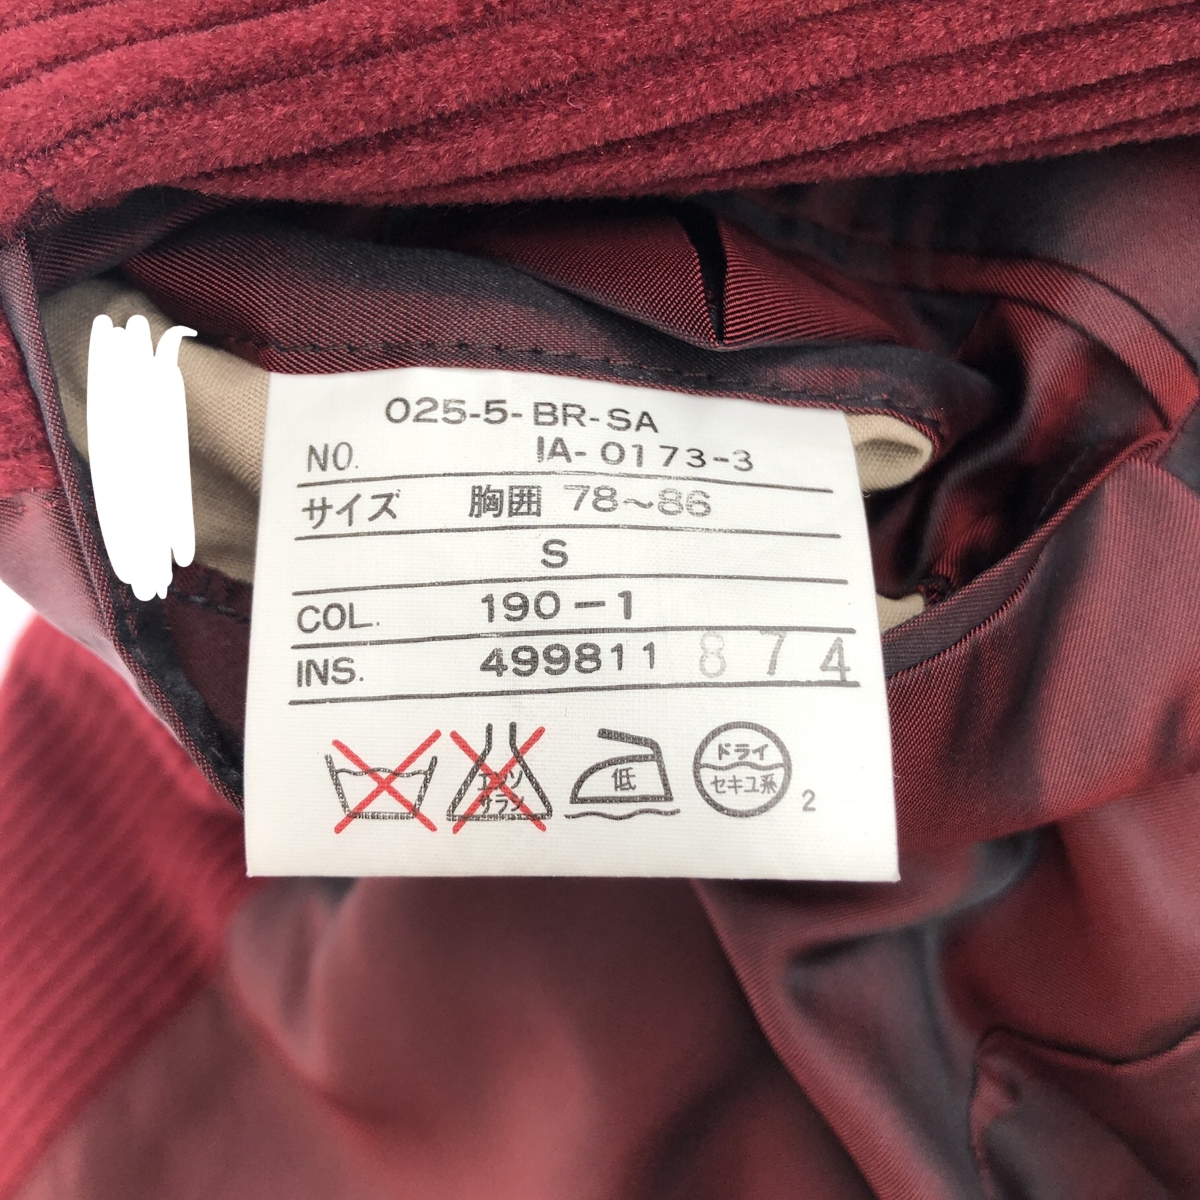 025-5-BR-SA
NO. IA-0173-3
サイズ 胸囲 78～86
S
COL. 190-1
INS. 499811 874
エンソ サラシ
低
ドライ
セキユ系
2